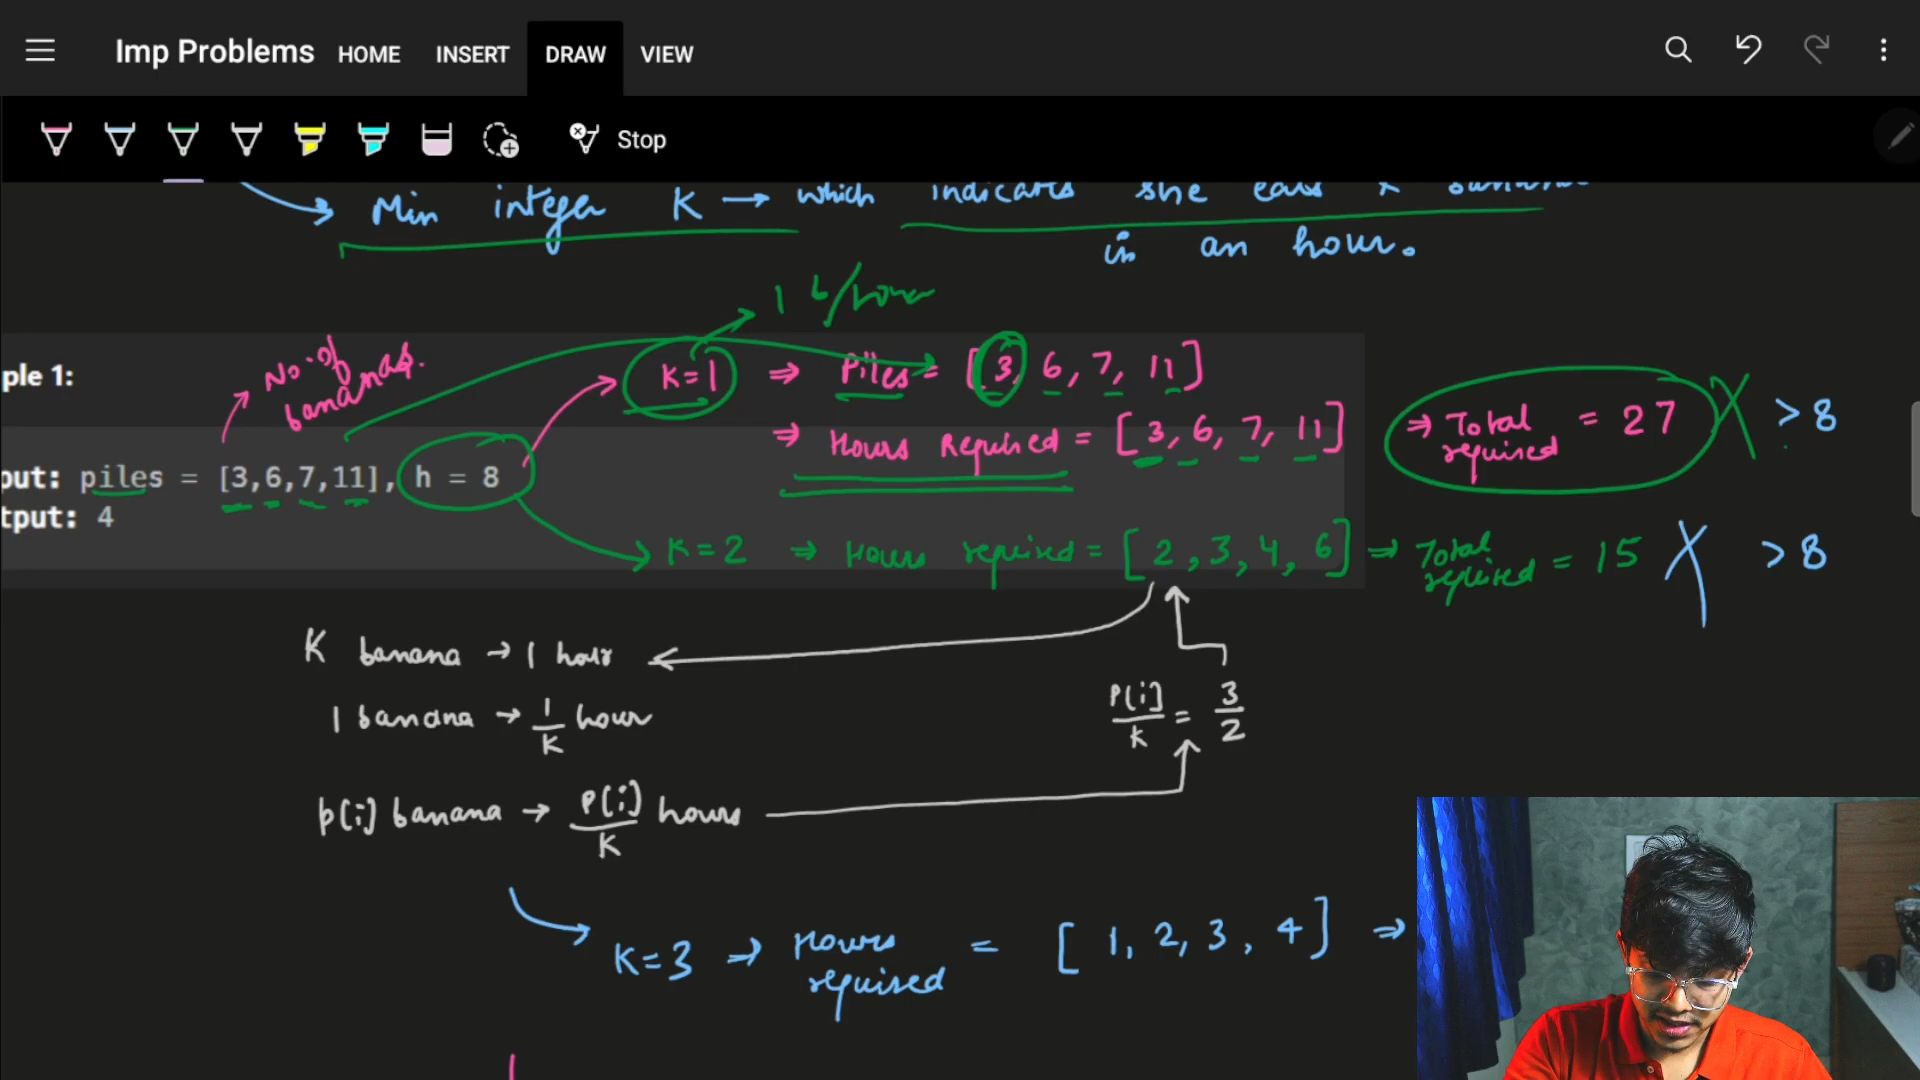 Imp Problems HOME INSERT DRAW VIEW
Stop
Min integer K → which indicates she eats
in an hour.
1 b/hour
No. of bananas.
ple 1:
K=1 ⇒ Piles = [3, 6, 7, 11]
⇒ Hours Required = [3, 6, 7, 11]
⇒ Total required = 27 X > 8
put: piles = [3,6,7,11], h = 8
tput: 4
K=2 ⇒ Hours required = [2, 3, 4, 6] ⇒ Total required = 15 X > 8
K banana → 1 hour
1 banana → 1/K hour
P[i]/K = 3/2
p[i] banana → P[i]/K hours
K=3 → Hours required = [1, 2, 3, 4] ⇒